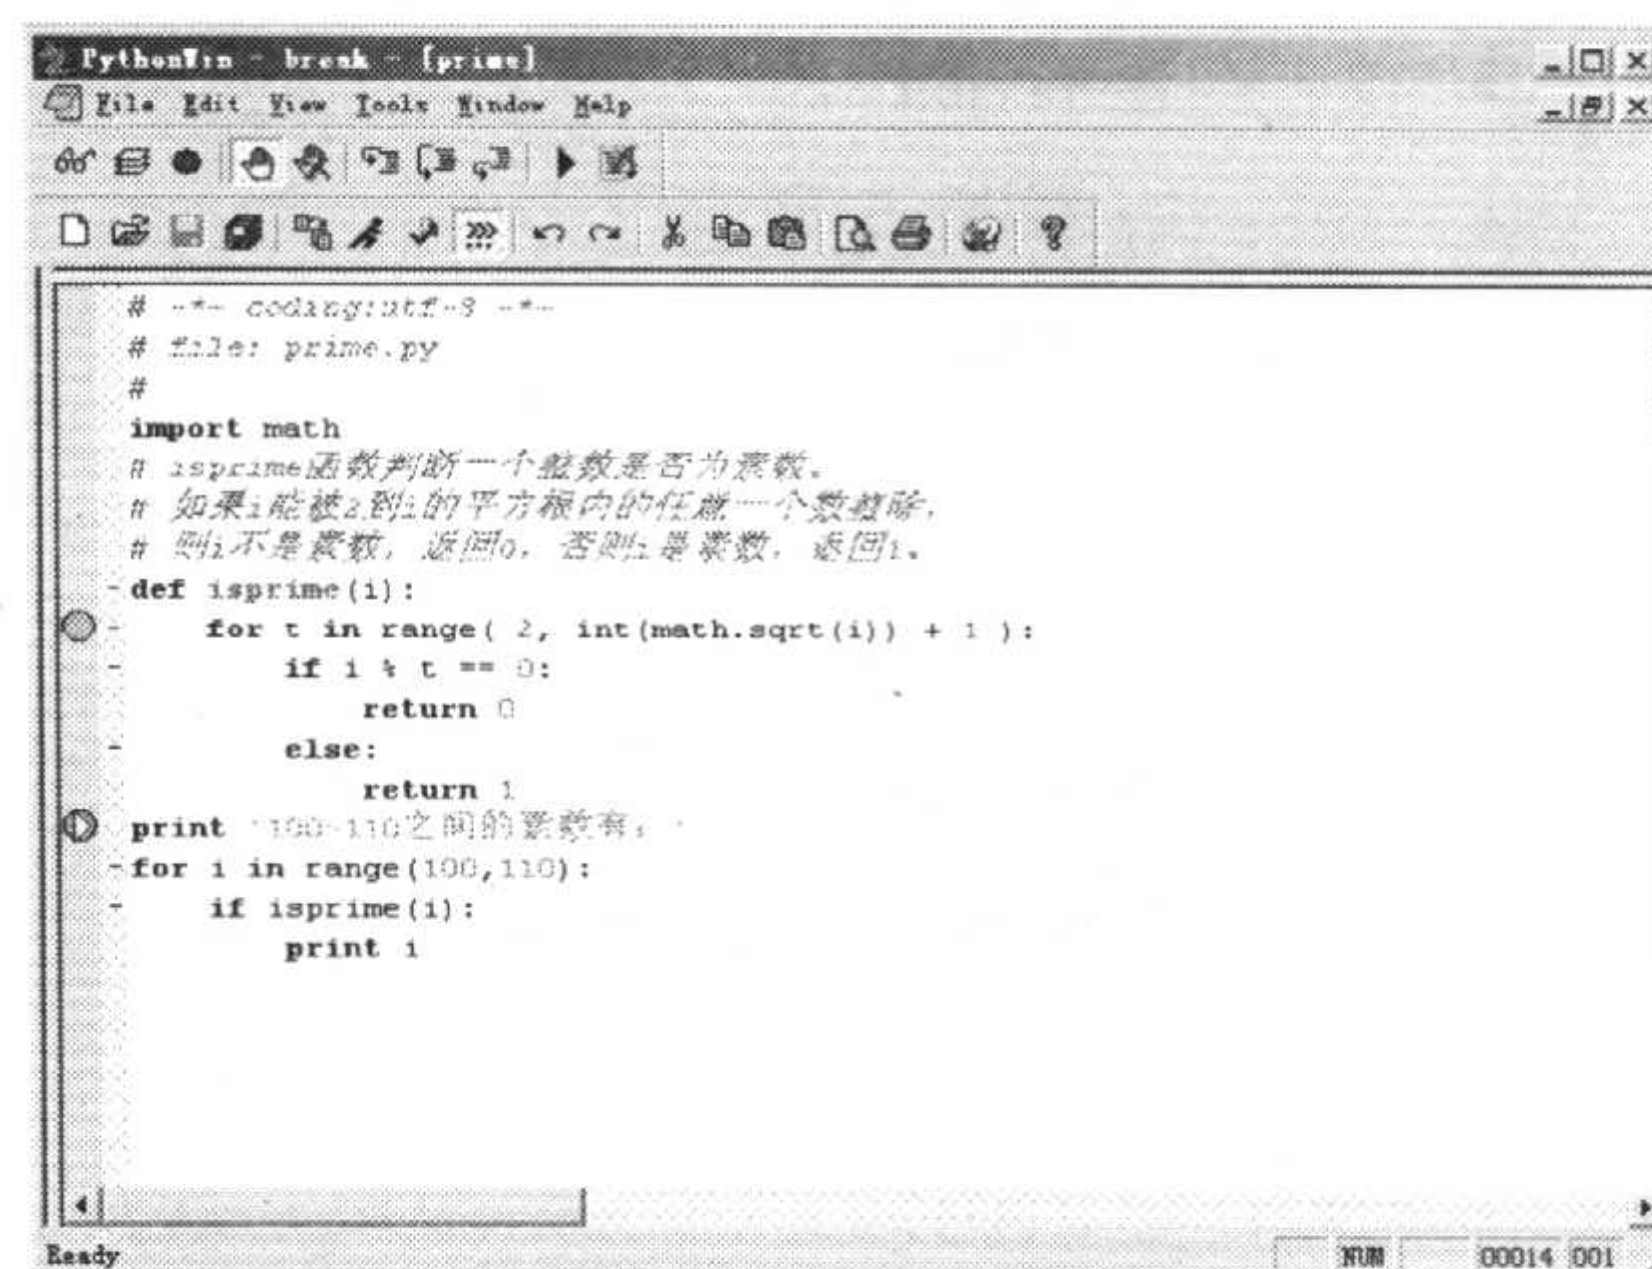 PythonWin - break - [prime]
File Edit View Tools Window Help
# -*- coding:utf-8 -*-
# file: prime.py
#
import math
# isprime函数判断一个整数是否为素数。
# 如果i能被2到i的平方根内的任意一个数整除，
# 则i不是素数，返回0，否则i是素数，返回1。
def isprime(i):
for t in range( 2, int(math.sqrt(i)) + 1 ):
if i % t == 0:
return 0
else:
return 1
print '100-110之间的素数有：'
for i in range(100,110):
if isprime(i):
print i
Ready NUM 00014 001